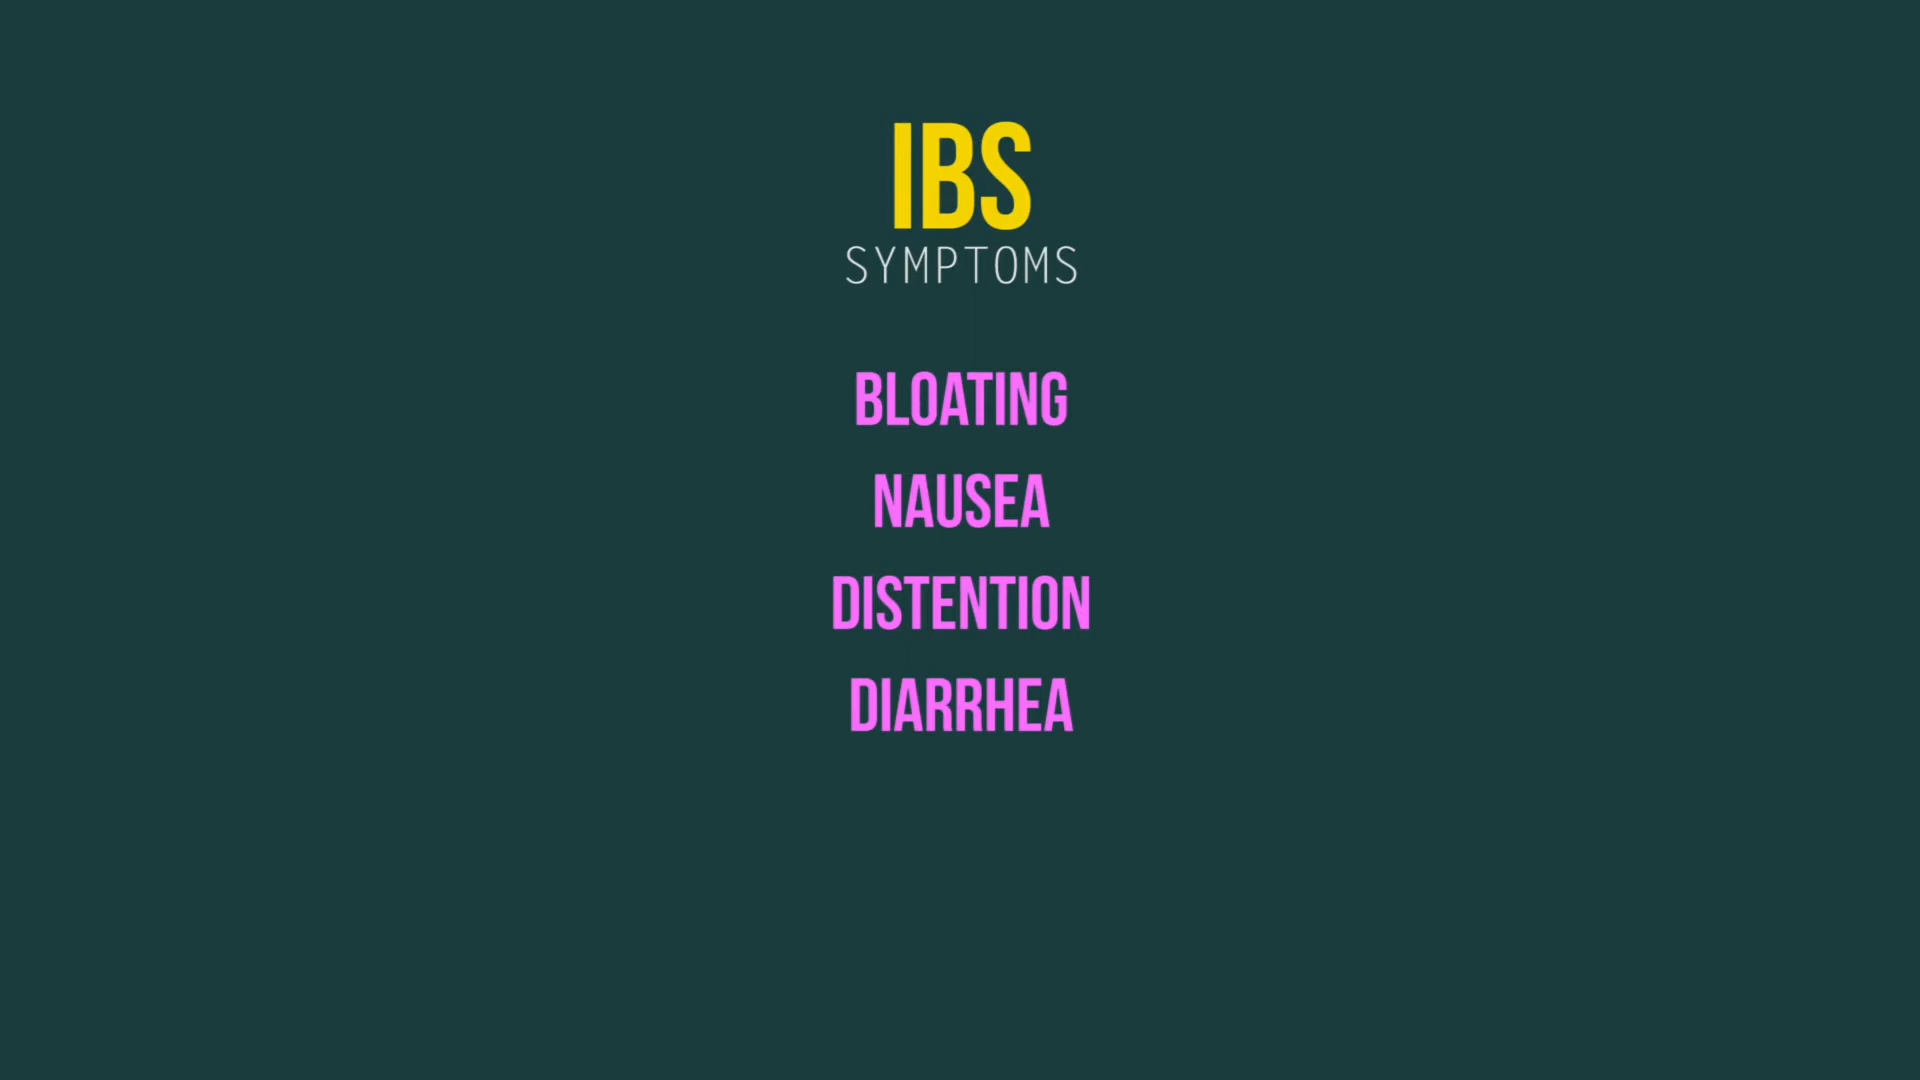 IBS
SYMPTOMS
BLOATING
NAUSEA
DISTENTION
DIARRHEA